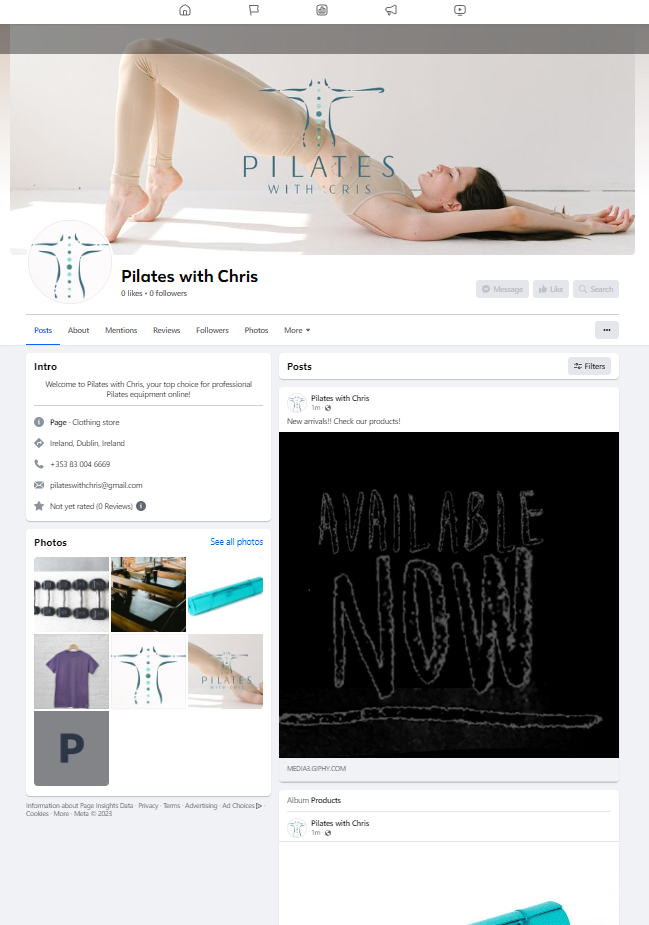 PILATES
WITH CRIS
Pilates with Chris
0 likes • 0 followers
Message
Like
Search
Posts
About
Mentions
Reviews
Followers
Photos
More
Intro
Welcome to Pilates with Chris, your top choice for professional
Pilates equipment online!
Page · Clothing store
Ireland, Dublin, Ireland
+353 83 004 6669
pilateswithchris@gmail.com
Not yet rated (0 Reviews)
Photos
See all photos
PILATES
WITH CRIS
P
Information about Page Insights Data · Privacy · Terms · Advertising · Ad Choices ·
Cookies · More · Meta © 2023
Posts
Filters
Pilates with Chris
1m ·
New arrivals!! Check our products!
AVAILABLE
NOW
MEDIA3.GIPHY.COM
Album Products
Pilates with Chris
1m ·